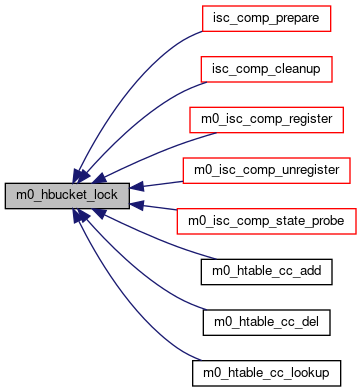 isc_comp_prepare
isc_comp_cleanup
m0_isc_comp_register
m0_isc_comp_unregister
m0_hbucket_lock
m0_isc_comp_state_probe
m0_htable_cc_add
m0_htable_cc_del
m0_htable_cc_lookup